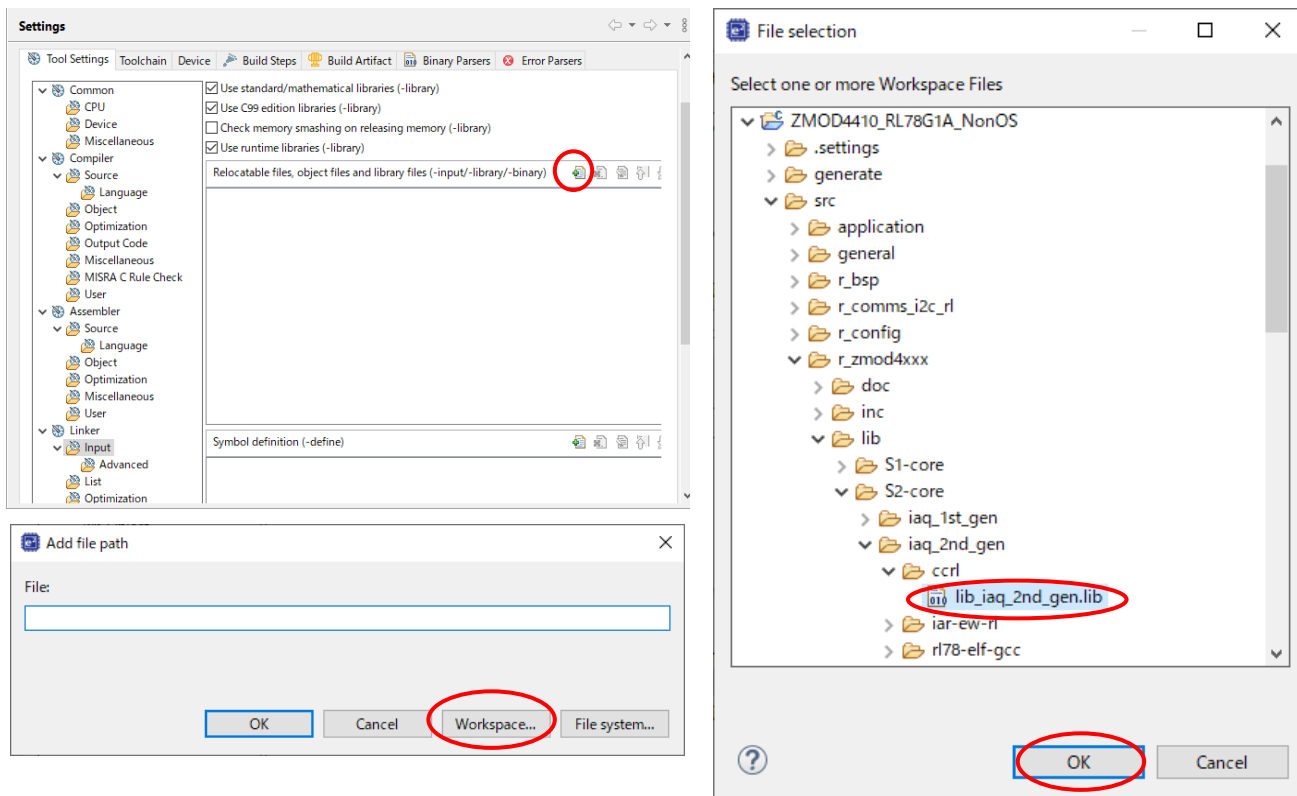 Settings
Tool Settings Toolchain Device Build Steps Build Artifact Binary Parsers Error Parsers
Common
CPU
Device
Miscellaneous
Compiler
Source
Language
Object
Optimization
Output Code
Miscellaneous
MISRA C Rule Check
User
Assembler
Source
Language
Object
Optimization
Miscellaneous
User
Linker
Input
Advanced
List
Optimization
Use standard/mathematical libraries (-library)
Use C99 edition libraries (-library)
Check memory smashing on releasing memory (-library)
Use runtime libraries (-library)
Relocatable files, object files and library files (-input/-library/-binary)
Symbol definition (-define)
Add file path
File:
OK Cancel Workspace... File system...
File selection
Select one or more Workspace Files
ZMOD4410_RL78G1A_NonOS
.settings
generate
src
application
general
r_bsp
r_comms_i2c_rl
r_config
r_zmod4xxx
doc
inc
lib
S1-core
S2-core
iaq_1st_gen
iaq_2nd_gen
ccrl
lib_iaq_2nd_gen.lib
iar-ew-rl
rl78-elf-gcc
OK Cancel